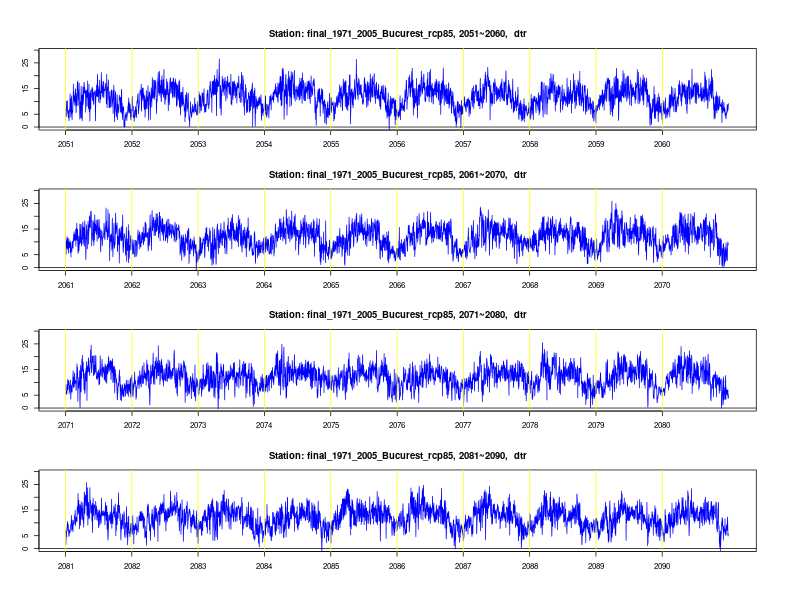 Station: final_1971_2005_Bucurest_rcp85, 2051~2060, dtr
0 5 15 25
2051 2052 2053 2054 2055 2056 2057 2058 2059 2060
Station: final_1971_2005_Bucurest_rcp85, 2061~2070, dtr
0 5 15 25
2061 2062 2063 2064 2065 2066 2067 2068 2069 2070
Station: final_1971_2005_Bucurest_rcp85, 2071~2080, dtr
0 5 15 25
2071 2072 2073 2074 2075 2076 2077 2078 2079 2080
Station: final_1971_2005_Bucurest_rcp85, 2081~2090, dtr
0 5 15 25
2081 2082 2083 2084 2085 2086 2087 2088 2089 2090